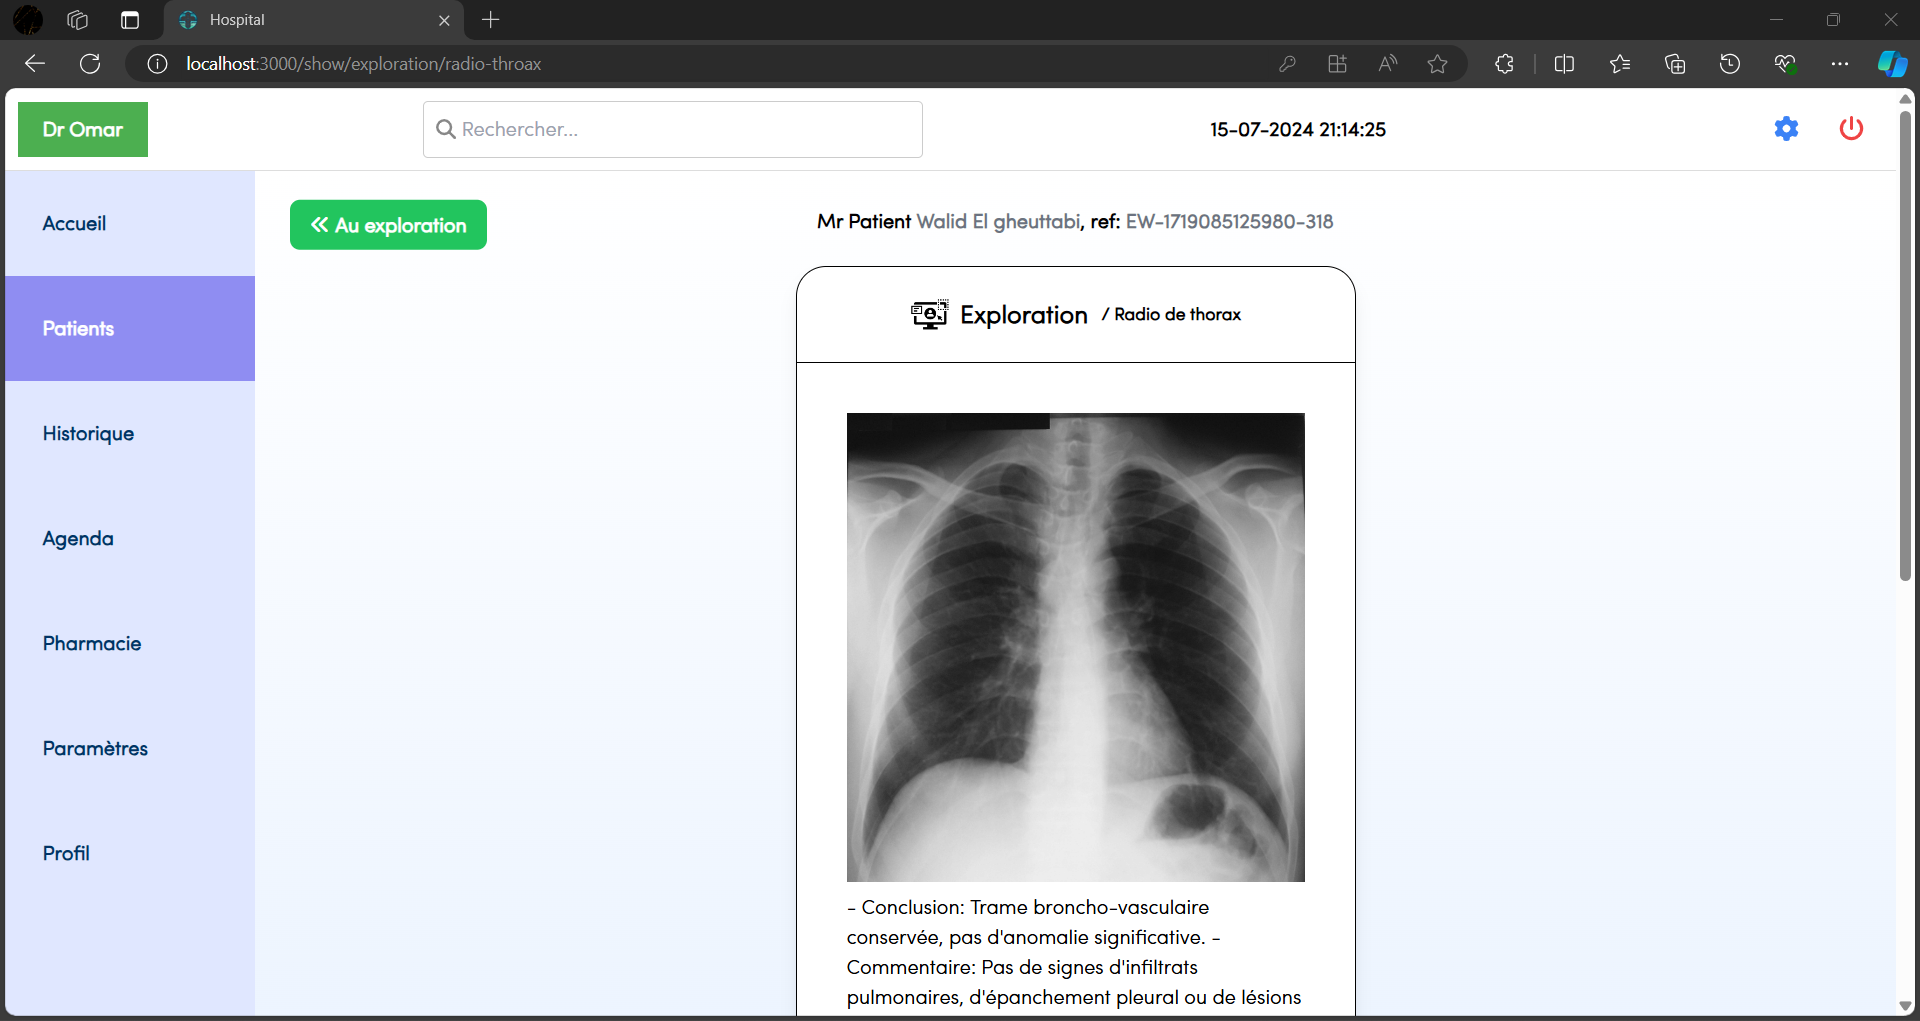 Hospital
localhost:3000/show/exploration/radio-throax
Dr Omar
Rechercher...
15-07-2024 21:14:25
Accueil
Patients
Historique
Agenda
Pharmacie
Paramètres
Profil
« Au exploration
Mr Patient Walid El gheuttabi, ref: EW-1719085125980-318
Exploration / Radio de thorax
- Conclusion: Trame broncho-vasculaire
conservée, pas d'anomalie significative. -
Commentaire: Pas de signes d'infiltrats
pulmonaires, d'épanchement pleural ou de lésions